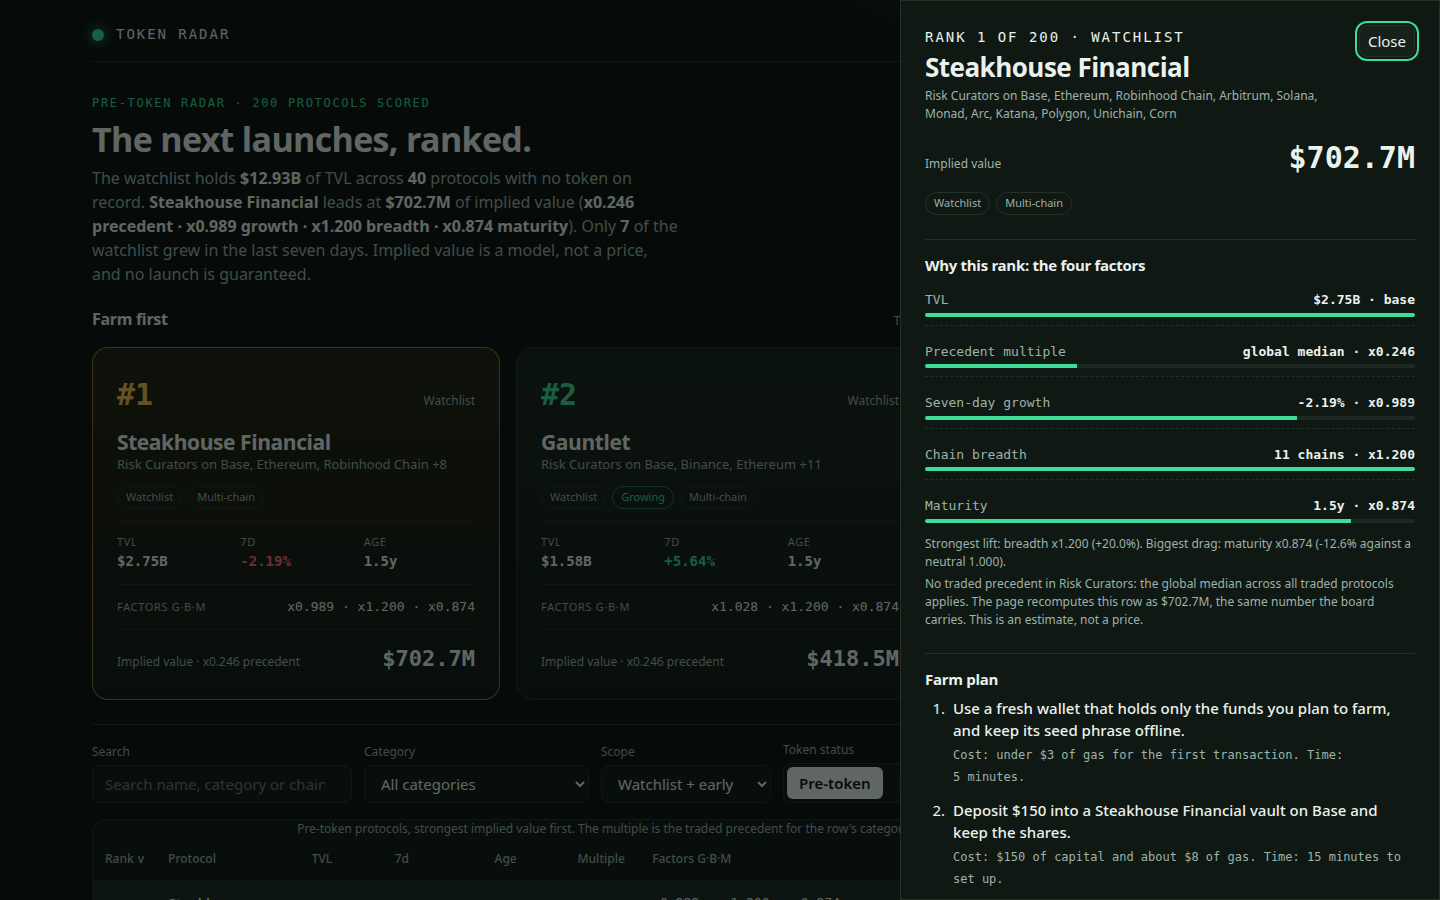 TOKEN RADAR
PRE-TOKEN RADAR · 200 PROTOCOLS SCORED
The next launches, ranked.
The watchlist holds $12.93B of TVL across 40 protocols with no token on
record. Steakhouse Financial leads at $702.7M of implied value (x0.246
precedent · x0.989 growth · x1.200 breadth · x0.874 maturity). Only 7 of the
watchlist grew in the last seven days. Implied value is a model, not a price,
and no launch is guaranteed.
Farm first
#1
Watchlist
Steakhouse Financial
Risk Curators on Base, Ethereum, Robinhood Chain +8
Watchlist
Multi-chain
TVL
7D
AGE
$2.75B
-2.19%
1.5y
FACTORS G·B·M
x0.989 · x1.200 · x0.874
Implied value · x0.246 precedent
$702.7M
#2
Watchlist
Gauntlet
Risk Curators on Base, Binance, Ethereum +11
Watchlist
Growing
Multi-chain
TVL
7D
AGE
$1.58B
+5.64%
1.5y
FACTORS G·B·M
x1.028 · x1.200 · x0.874
Implied value · x0.246 precedent
$418.5M
Search
Category
Scope
Token status
Search name, category or chain
All categories
Watchlist + early
Pre-token
Pre-token protocols, strongest implied value first. The multiple is the traded precedent for the row's
Rank v
Protocol
TVL
7d
Age
Multiple
Factors G·B·M
RANK 1 OF 200 · WATCHLIST
Close
Steakhouse Financial
Risk Curators on Base, Ethereum, Robinhood Chain, Arbitrum, Solana,
Monad, Arc, Katana, Polygon, Unichain, Corn
Implied value
$702.7M
Watchlist
Multi-chain
Why this rank: the four factors
TVL
$2.75B · base
Precedent multiple
global median · x0.246
Seven-day growth
-2.19% · x0.989
Chain breadth
11 chains · x1.200
Maturity
1.5y · x0.874
Strongest lift: breadth x1.200 (+20.0%). Biggest drag: maturity x0.874 (-12.6% against a
neutral 1.000).
No traded precedent in Risk Curators: the global median across all traded protocols
applies. The page recomputes this row as $702.7M, the same number the board
carries. This is an estimate, not a price.
Farm plan
1. Use a fresh wallet that holds only the funds you plan to farm,
and keep its seed phrase offline.
Cost: under $3 of gas for the first transaction. Time:
5 minutes.
2. Deposit $150 into a Steakhouse Financial vault on Base and
keep the shares.
Cost: $150 of capital and about $8 of gas. Time: 15 minutes to
set up.